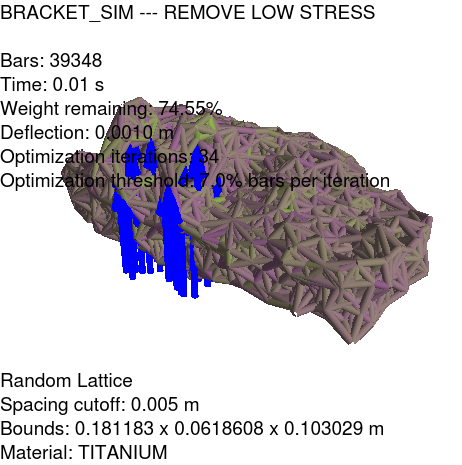 BRACKET_SIM --- REMOVE LOW STRESS
Bars: 39348
Time: 0.01 s
Weight remaining: 74.55%
Deflection: 0.0010 m
Optimization iterations: 34
Optimization threshold: 7.0% bars per iteration
Random Lattice
Spacing cutoff: 0.005 m
Bounds: 0.181183 x 0.0618608 x 0.103029 m
Material: TITANIUM